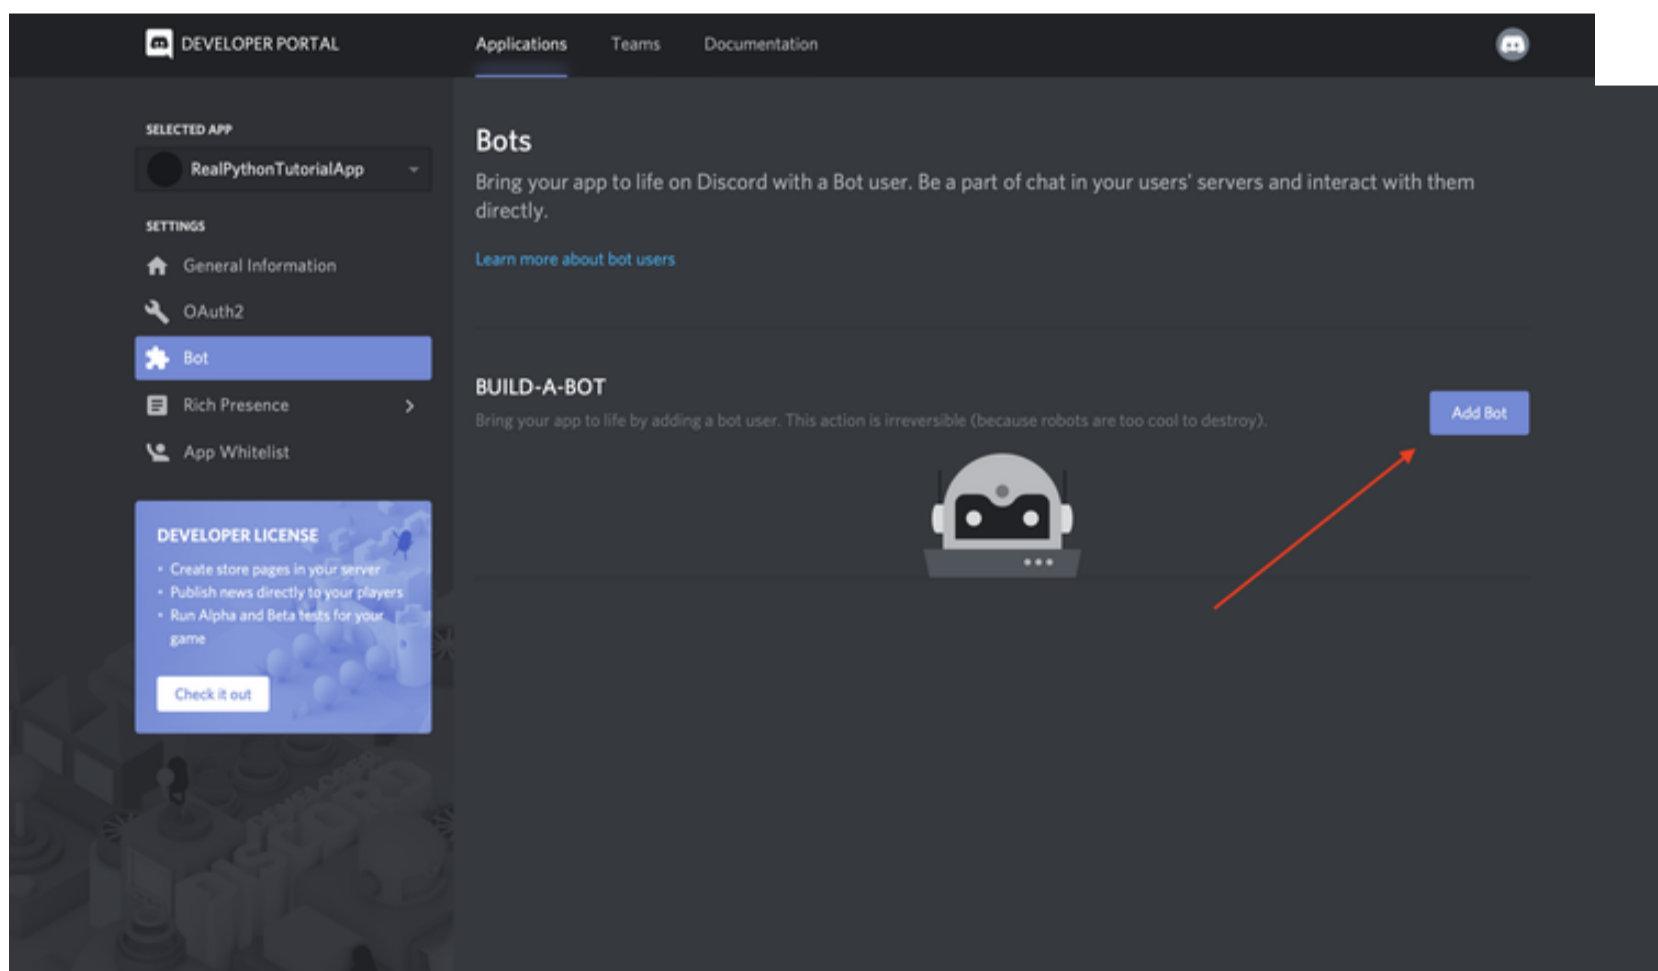 DEVELOPER PORTAL
Applications
Teams
Documentation
SELECTED APP
RealPythonTutorialApp
SETTINGS
General Information
OAuth2
Bot
Rich Presence
App Whitelist
DEVELOPER LICENSE
• Create store pages in your server
• Publish news directly to your players
• Run Alpha and Beta tests for your
game
Check it out
Bots
Bring your app to life on Discord with a Bot user. Be a part of chat in your users' servers and interact with them
directly.
Learn more about bot users
BUILD-A-BOT
Bring your app to life by adding a bot user. This action is irreversible (because robots are too cool to destroy).
Add Bot